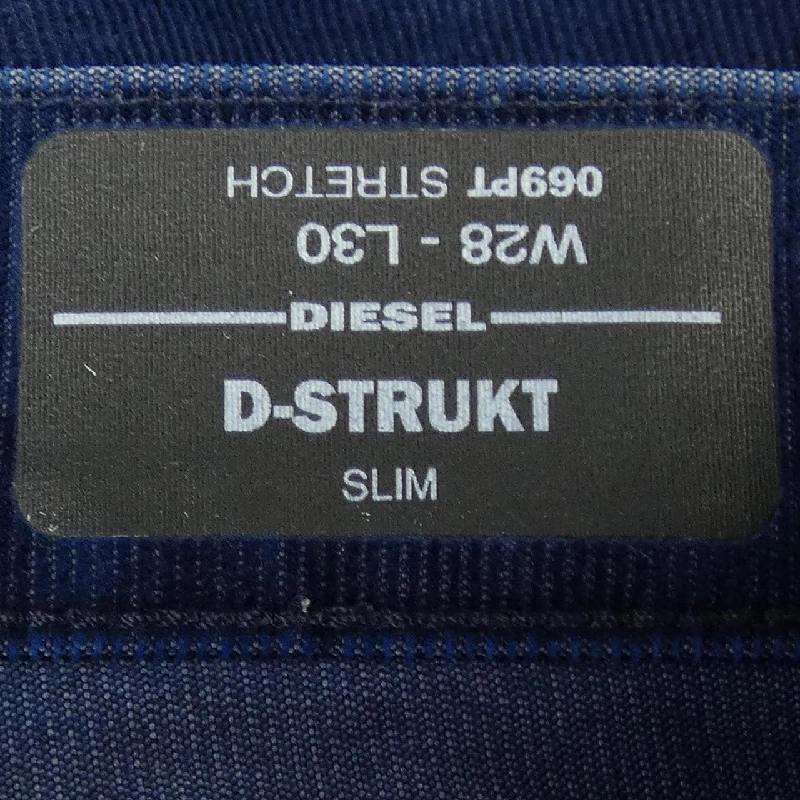 069PT STRETCH
W28 - L30
DIESEL
D-STRUKT
SLIM